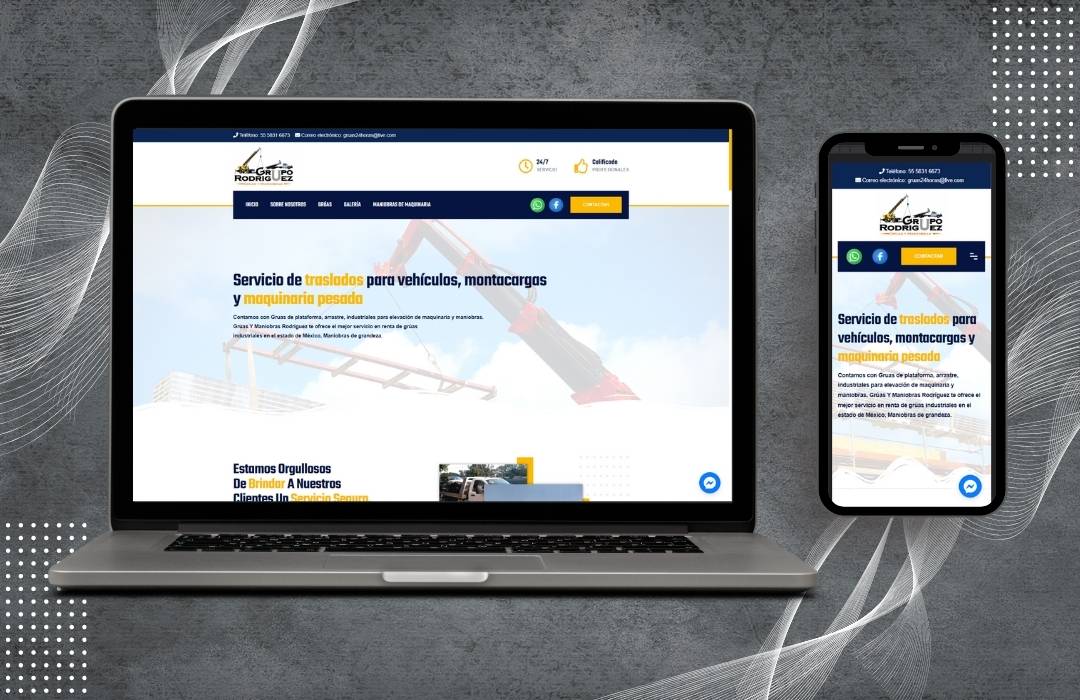 Teléfono: 55 5831 6673 Correo electrónico: gruas24horas@live.com
GRUPO
RODRIGUEZ
24/7
SERVICIO
Calificado
PROFESIONALES
INICIO SOBRE NOSOTROS GRÚAS GALERÍA MANIOBRAS DE MAQUINARIA
CONTACTAR
Servicio de traslados para vehículos, montacargas
y maquinaria pesada
Contamos con Gruas de plataforma, arrastre, industriales para elevación de maquinaria y maniobras.
Grúas Y Maniobras Rodríguez te ofrece el mejor servicio en renta de grúas
industriales en el estado de México, Maniobras de grandeza.
Estamos Orgullosos
De Brindar A Nuestros
Clientes Un Servicio Seguro
Teléfono: 55 5831 6673
Correo electrónico: gruas24horas@live.com
GRUPO
RODRIGUEZ
CONTACTAR
Servicio de traslados para
vehículos, montacargas y
maquinaria pesada
Contamos con Gruas de plataforma, arrastre,
industriales para elevación de maquinaria y
maniobras. Grúas Y Maniobras Rodríguez te ofrece el
mejor servicio en renta de grúas industriales en el
estado de México, Maniobras de grandeza.